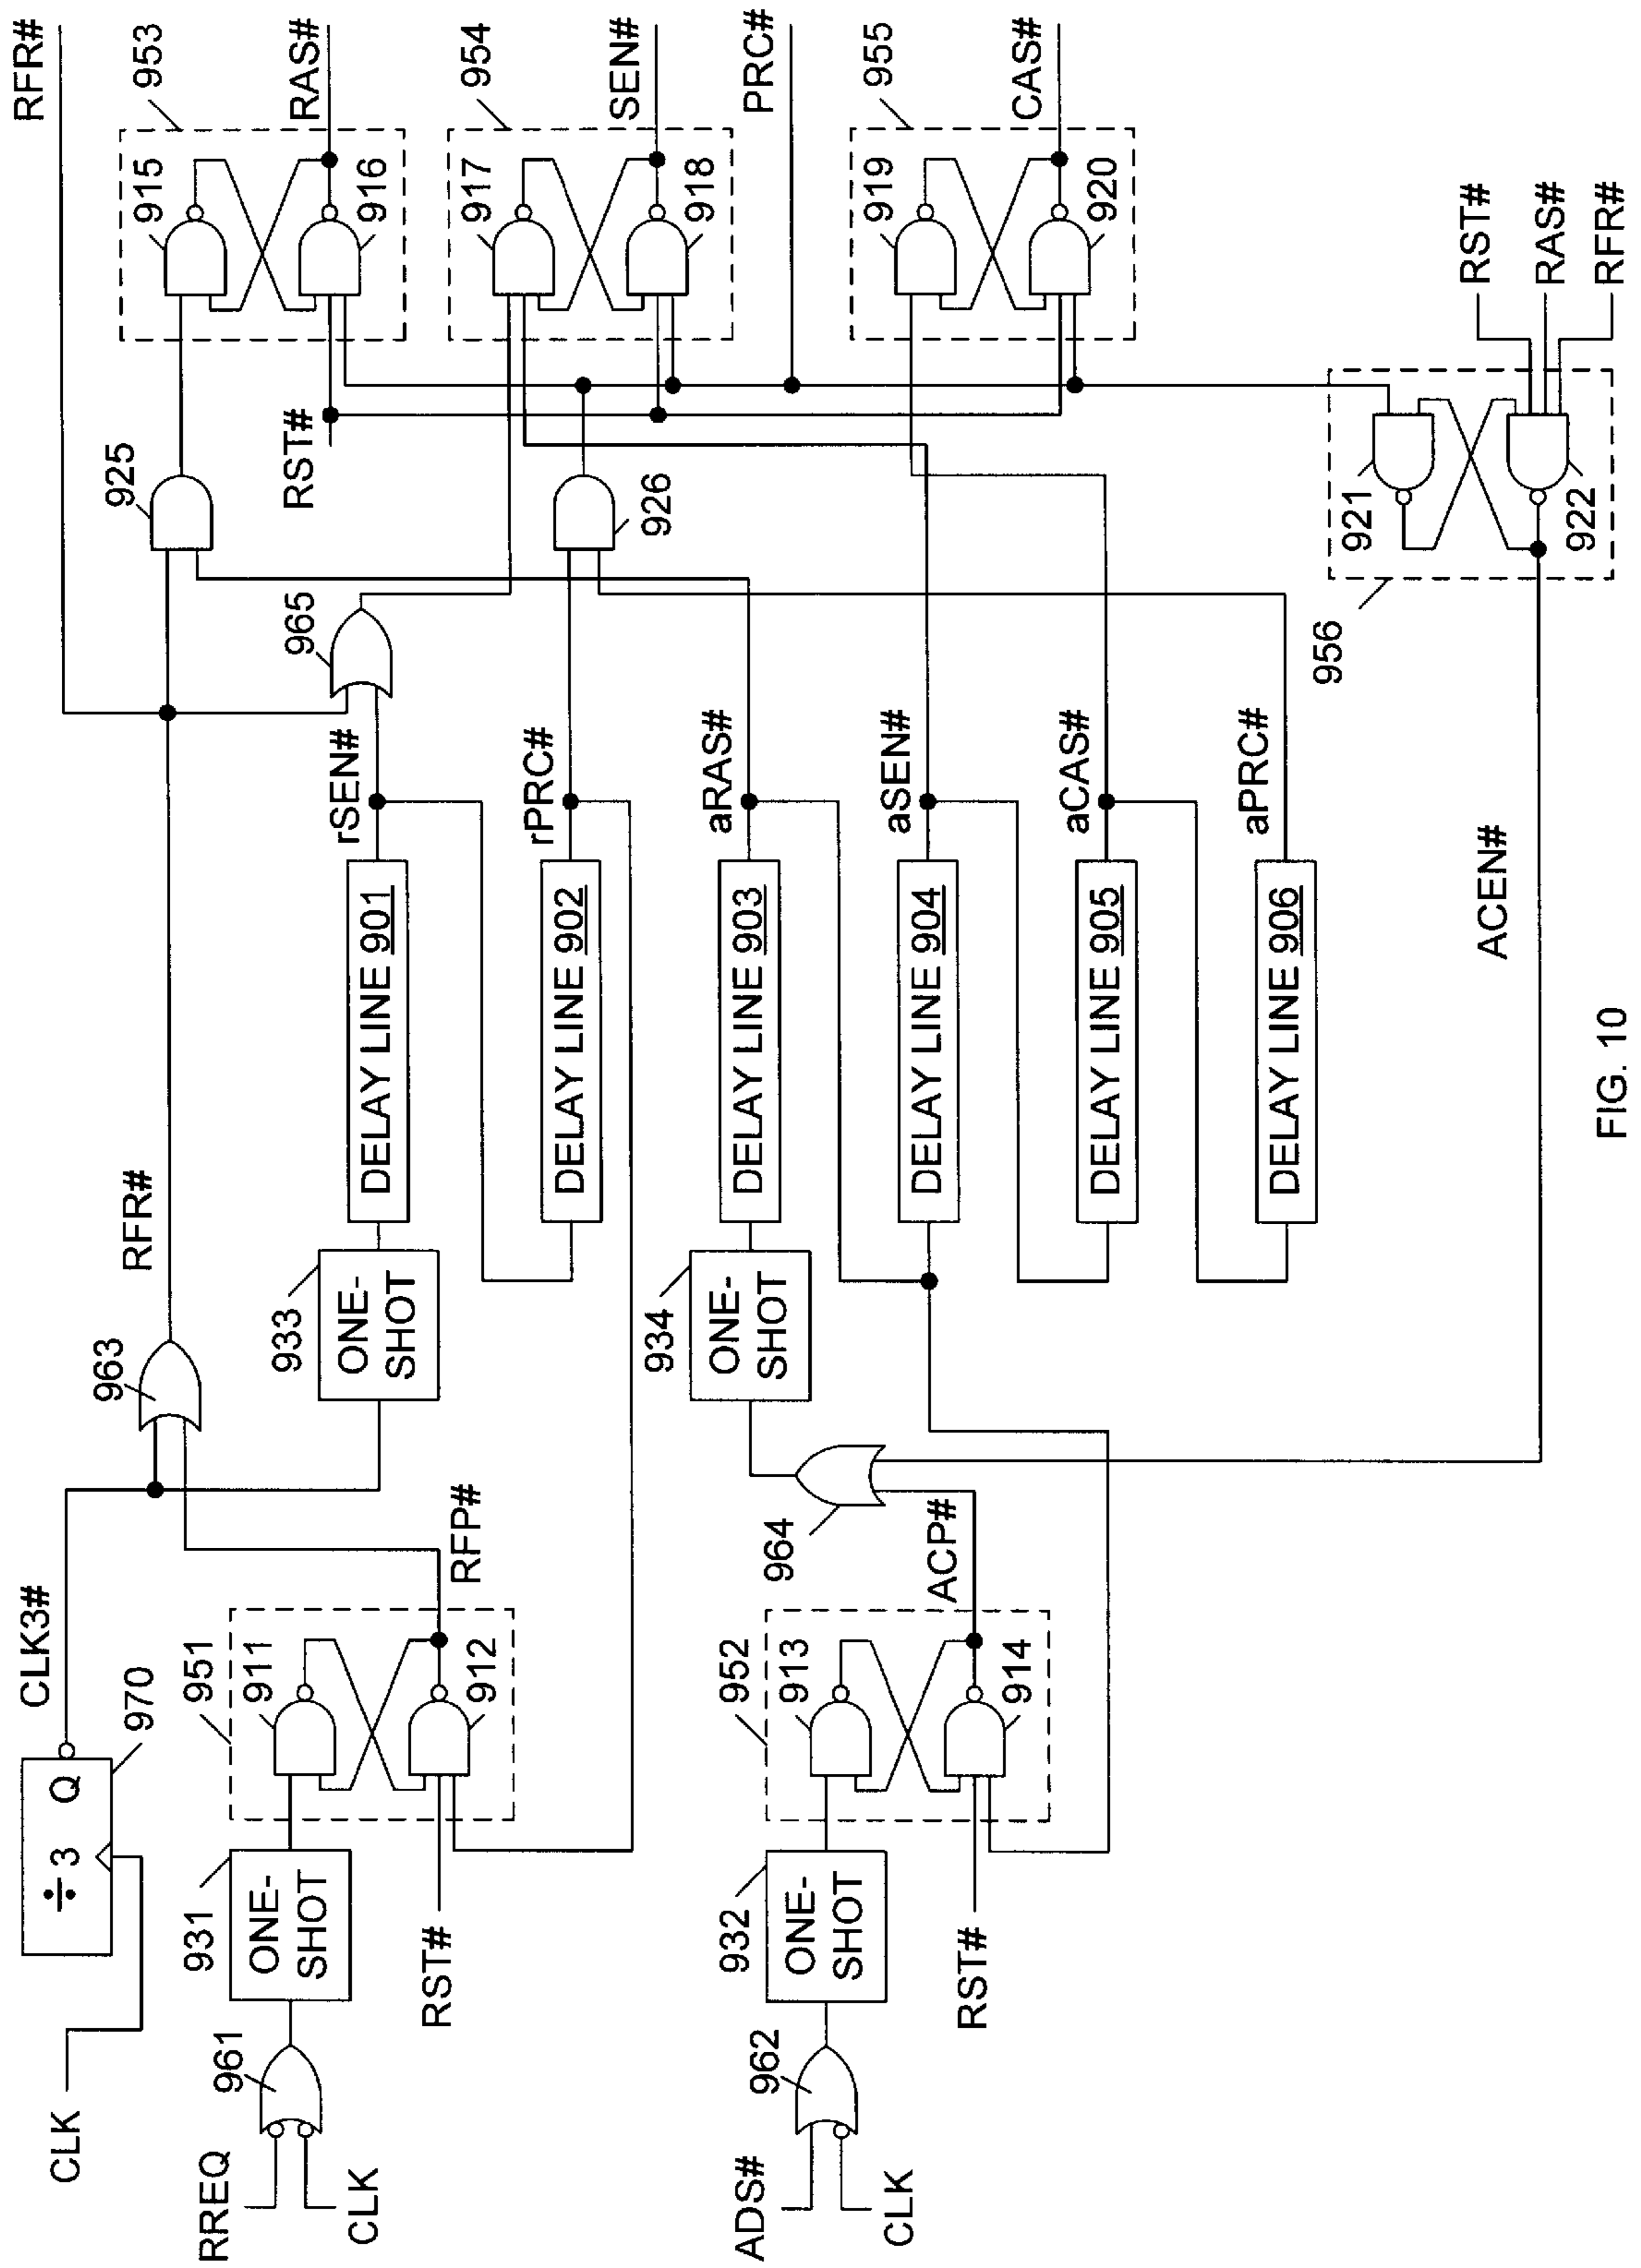 CLK
CLK3#
÷ 3 Q
970
963
RFR#
RFR#
925
953
915
RAS#
916
RST#
RREQ
CLK
961
931
ONE-
SHOT
951
911
912
RST#
RFP#
933
ONE-
SHOT
DELAY LINE 901
rSEN#
965
954
917
SEN#
918
DELAY LINE 902
rPRC#
926
PRC#
ADS#
CLK
962
932
ONE-
SHOT
952
913
914
RST#
ACP#
964
934
ONE-
SHOT
DELAY LINE 903
aRAS#
DELAY LINE 904
aSEN#
955
919
CAS#
920
DELAY LINE 905
aCAS#
DELAY LINE 906
aPRC#
956
921
922
RST#
RAS#
RFR#
ACEN#
FIG. 10